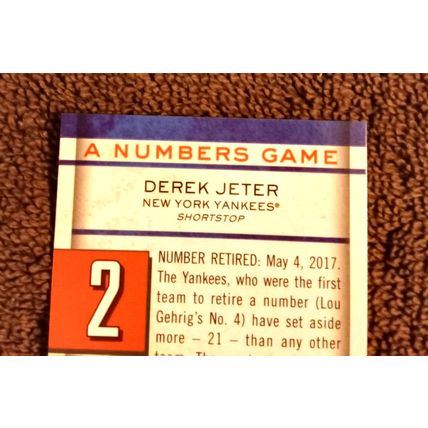 A NUMBERS GAME
DEREK JETER
NEW YORK YANKEES®
SHORTSTOP
2
NUMBER RETIRED: May 4, 2017.
The Yankees, who were the first
team to retire a number (Lou
Gehrig's No. 4) have set aside
more – 21 – than any other